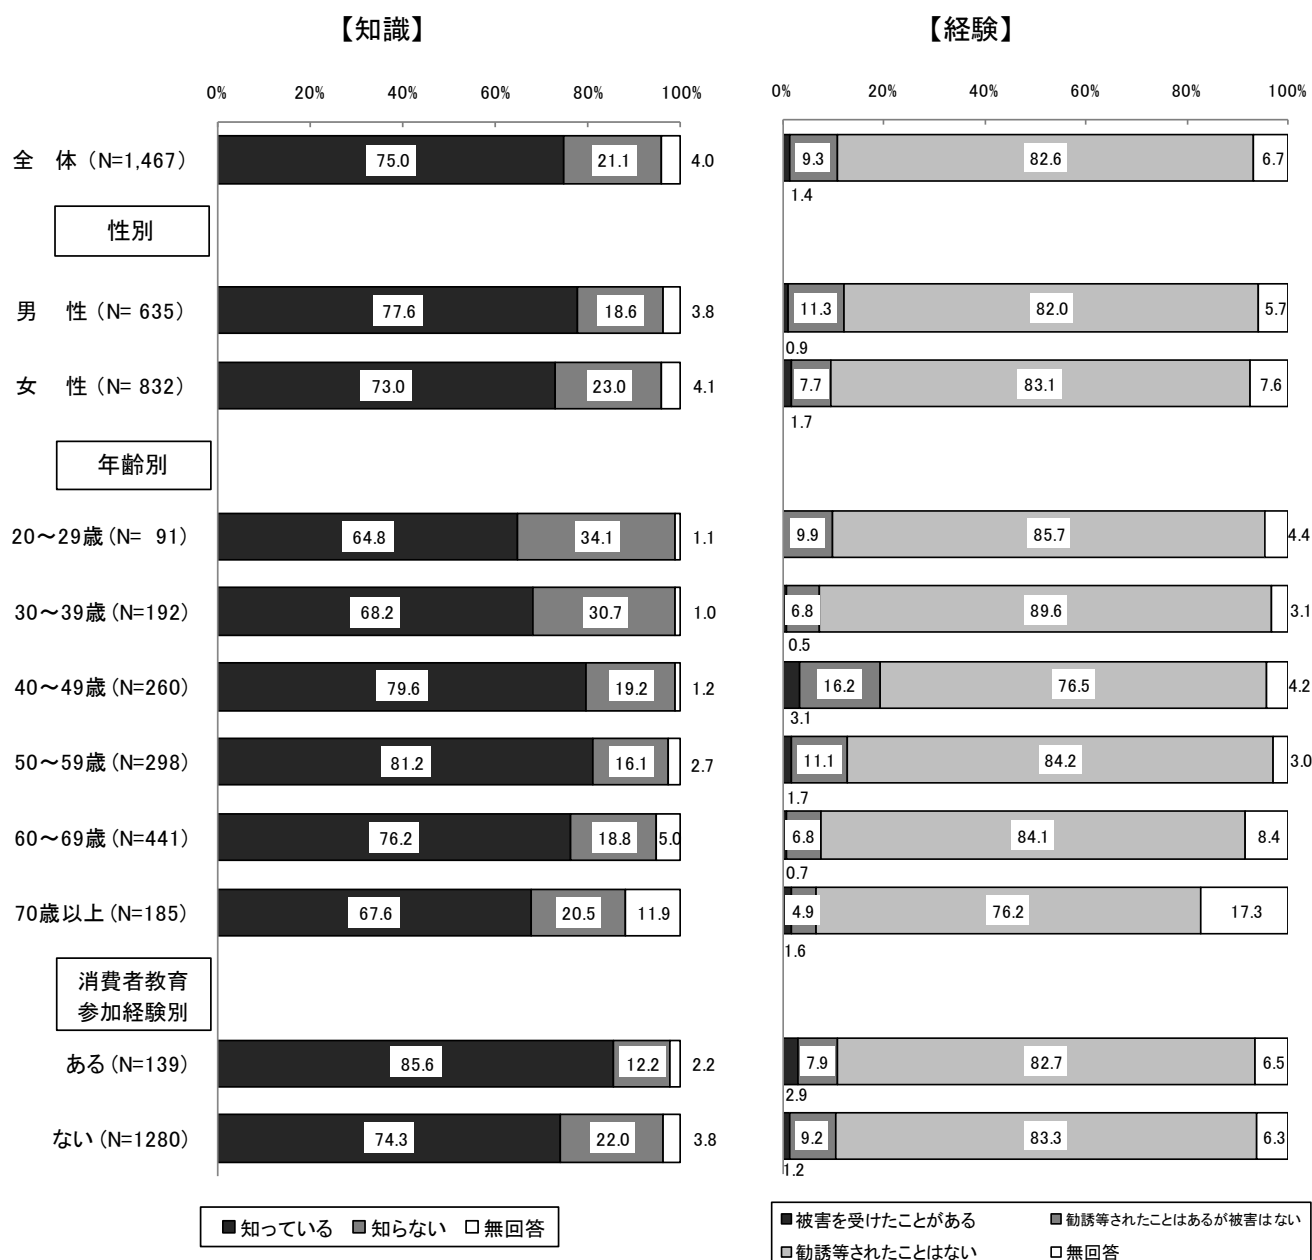 【知識】 【経験】
0% 20% 40% 60% 80% 100% 0% 20% 40% 60% 80% 100%
全 体 (N=1,467) 75.0 21.1 4.0 9.3 82.6 6.7
1.4
性別
男 性 (N= 635) 77.6 18.6 3.8 11.3 82.0 5.7
0.9
女 性 (N= 832) 73.0 23.0 4.1 7.7 83.1 7.6
1.7
年齢別
20～29歳 (N= 91) 64.8 34.1 1.1 9.9 85.7 4.4
30～39歳 (N=192) 68.2 30.7 1.0 6.8 89.6 3.1
0.5
40～49歳 (N=260) 79.6 19.2 1.2 16.2 76.5 4.2
3.1
50～59歳 (N=298) 81.2 16.1 2.7 11.1 84.2 3.0
1.7
60～69歳 (N=441) 76.2 18.8 5.0 6.8 84.1 8.4
0.7
70歳以上 (N=185) 67.6 20.5 11.9 4.9 76.2 17.3
1.6
消費者教育
参加経験別
ある (N=139) 85.6 12.2 2.2 7.9 82.7 6.5
2.9
ない (N=1280) 74.3 22.0 3.8 9.2 83.3 6.3
1.2
知っている 知らない 無回答
被害を受けたことがある 勧誘等されたことはあるが被害はない
勧誘等されたことはない 無回答